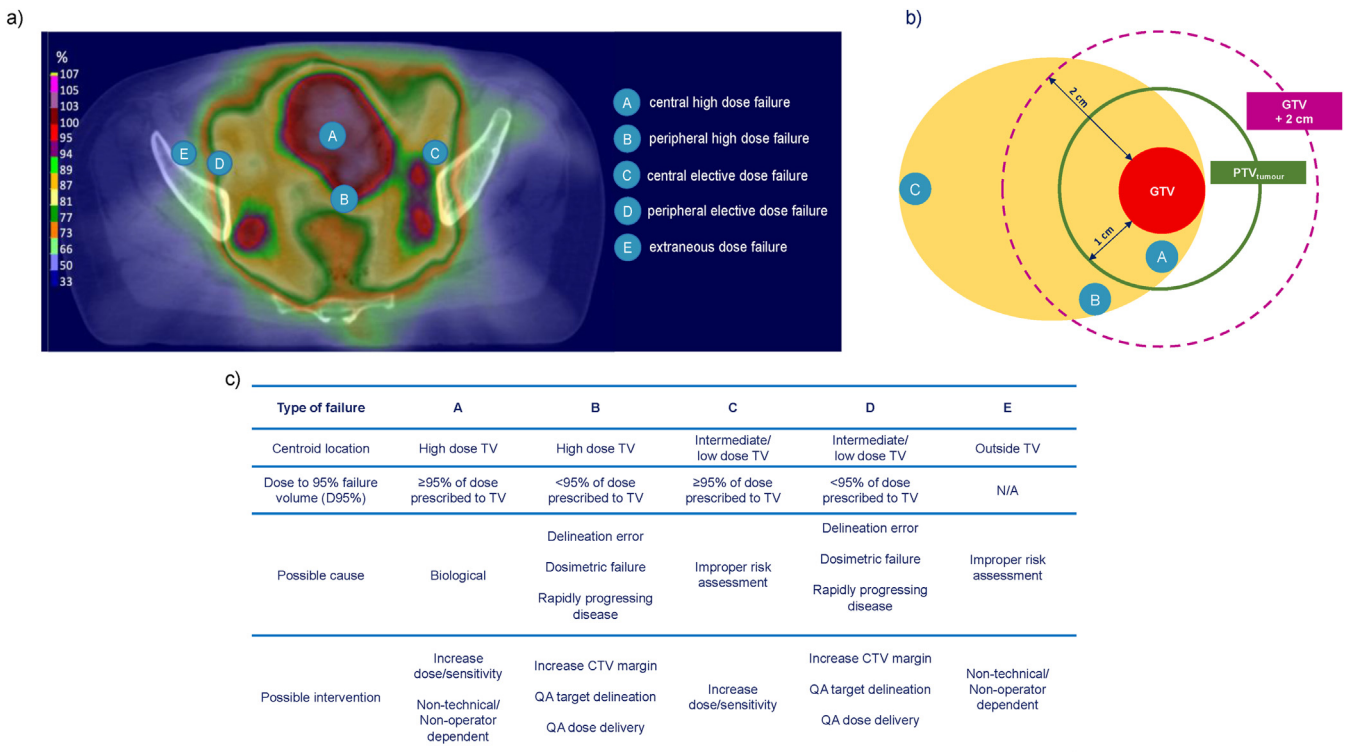 a)
%
107
105
103
100
95
94
89
87
81
77
73
66
50
33
A
B
C
D
E
A central high dose failure
B peripheral high dose failure
C central elective dose failure
D peripheral elective dose failure
E extraneous dose failure
b)
2 cm
1 cm
GTV
+ 2 cm
PTVtumour
GTV
A
B
C
c)
Type of failure A B C D E
Centroid location High dose TV High dose TV Intermediate/ low dose TV Intermediate/ low dose TV Outside TV
Dose to 95% failure volume (D95%) ≥95% of dose prescribed to TV <95% of dose prescribed to TV ≥95% of dose prescribed to TV <95% of dose prescribed to TV N/A
Possible cause Biological Delineation error Dosimetric failure Rapidly progressing disease Improper risk assessment Delineation error Dosimetric failure Rapidly progressing disease Improper risk assessment
Possible intervention Increase dose/sensitivity Non-technical/ Non-operator dependent Increase CTV margin QA target delineation QA dose delivery Increase dose/sensitivity Increase CTV margin QA target delineation QA dose delivery Non-technical/ Non-operator dependent